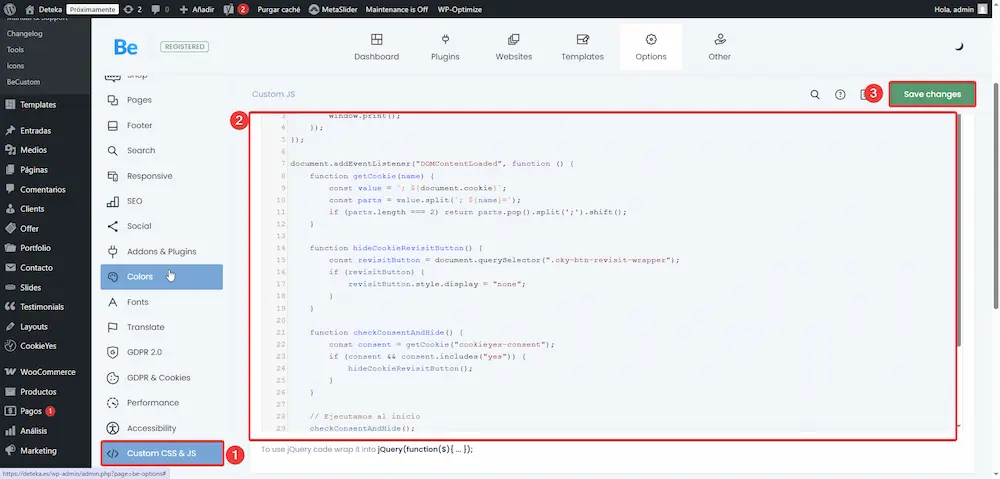 Deteka
Próximamente
2
0
Añadir
2
Purgar caché
MetaSlider
Maintenance is Off
WP-Optimize
Hola, admin
Manual & Support
Changelog
Tools
Icons
BeCustom
Templates
Entradas
Medios
Páginas
Comentarios
Clients
Offer
Portfolio
Contacto
Slides
Testimonials
Layouts
CookieYes
WooCommerce
Productos
Pagos 1
Análisis
Marketing
Be
REGISTERED
Dashboard
Plugins
Websites
Templates
Options
Other
Shop
Pages
Footer
Search
Responsive
SEO
Social
Addons & Plugins
Colors
Fonts
Translate
GDPR 2.0
GDPR & Cookies
Performance
Accessibility
Custom CSS & JS
1
Custom JS
3
Save changes
2
3 window.print();
4 });
5 });
6
7 document.addEventListener("DOMContentLoaded", function () {
8 function getCookie(name) {
9 const value = `; ${document.cookie}`;
10 const parts = value.split(`; ${name}=`);
11 if (parts.length === 2) return parts.pop().split(';').shift();
12 }
13
14 function hideCookieRevisitButton() {
15 const revisitButton = document.querySelector(".cky-btn-revisit-wrapper");
16 if (revisitButton) {
17 revisitButton.style.display = "none";
18 }
19 }
20
21 function checkConsentAndHide() {
22 const consent = getCookie("cookieyes-consent");
23 if (consent && consent.includes("yes")) {
24 hideCookieRevisitButton();
25 }
26 }
27
28 // Ejecutamos al inicio
29 checkConsentAndHide();
To use jQuery code wrap it into jQuery(function($){ ... });
https://deteka.es/wp-admin/admin.php?page=be-options#